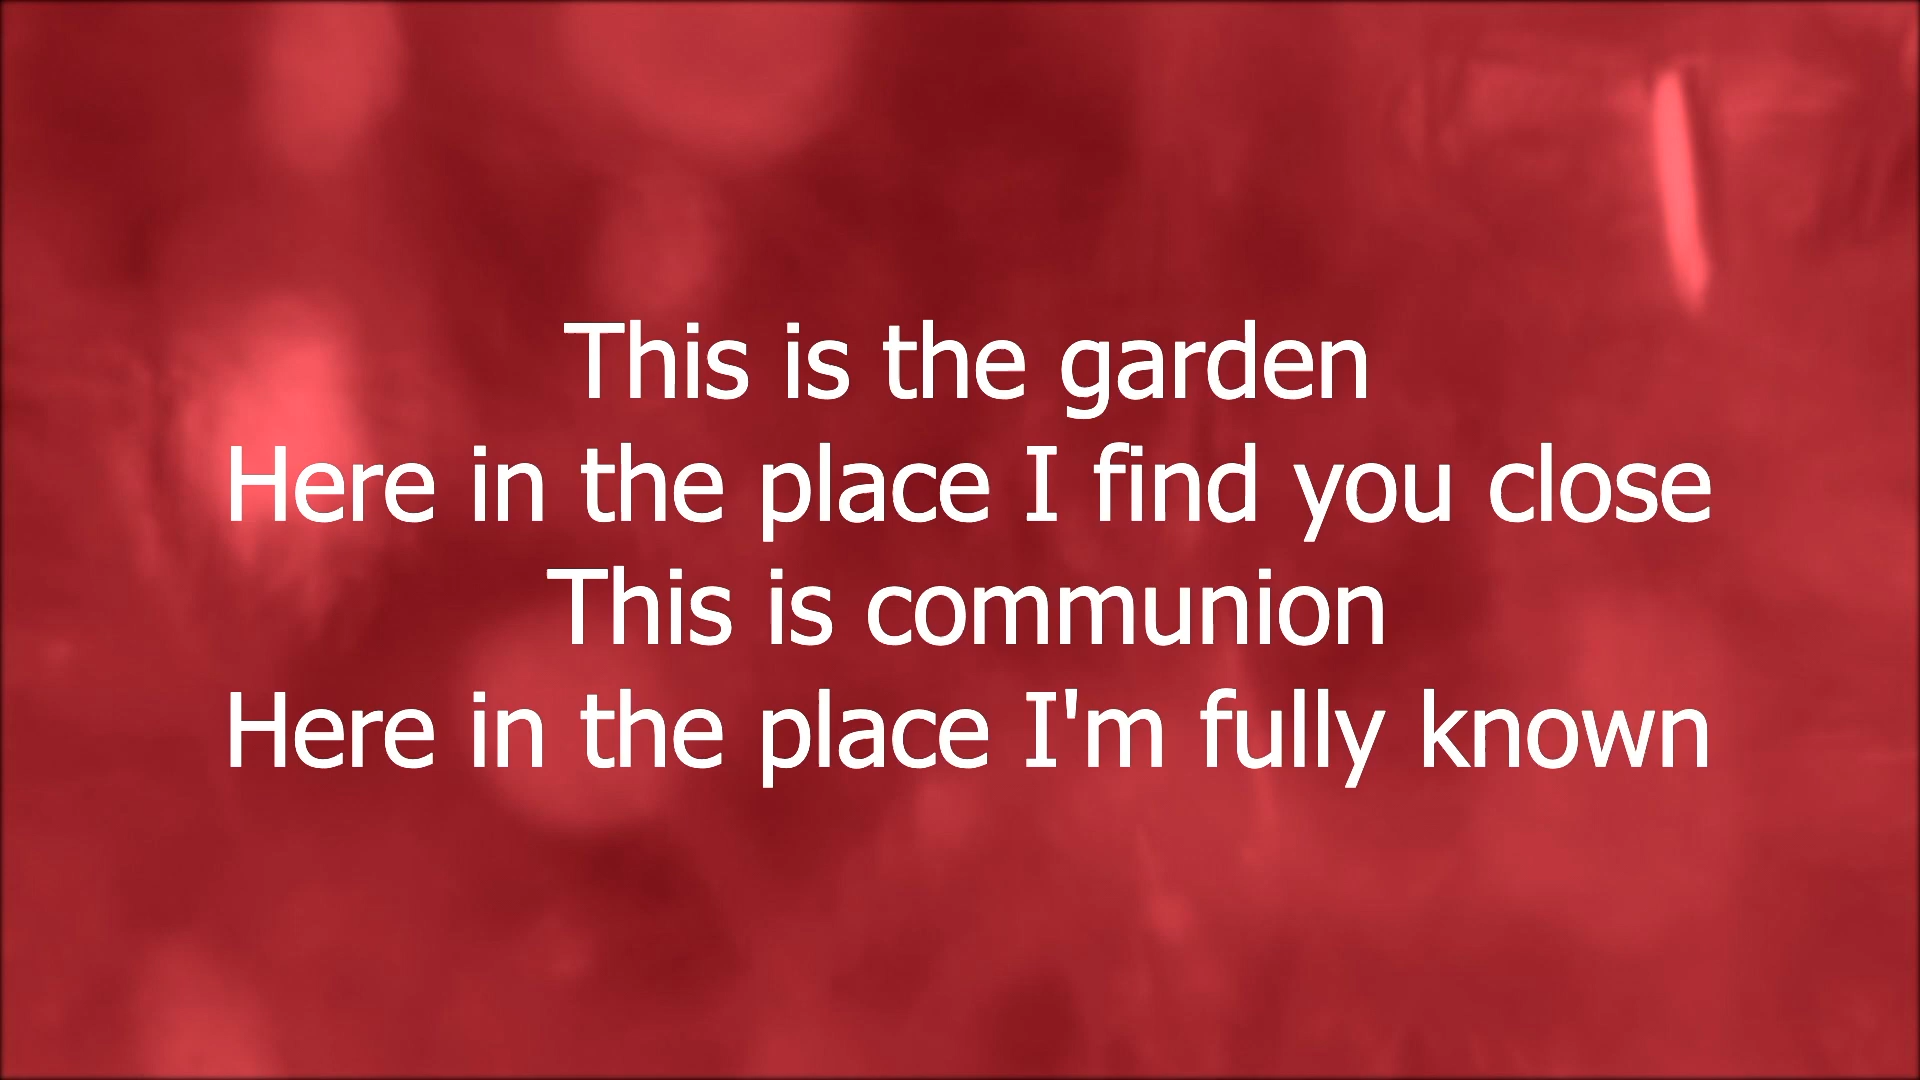 This is the garden
Here in the place I find you close
This is communion
Here in the place I'm fully known